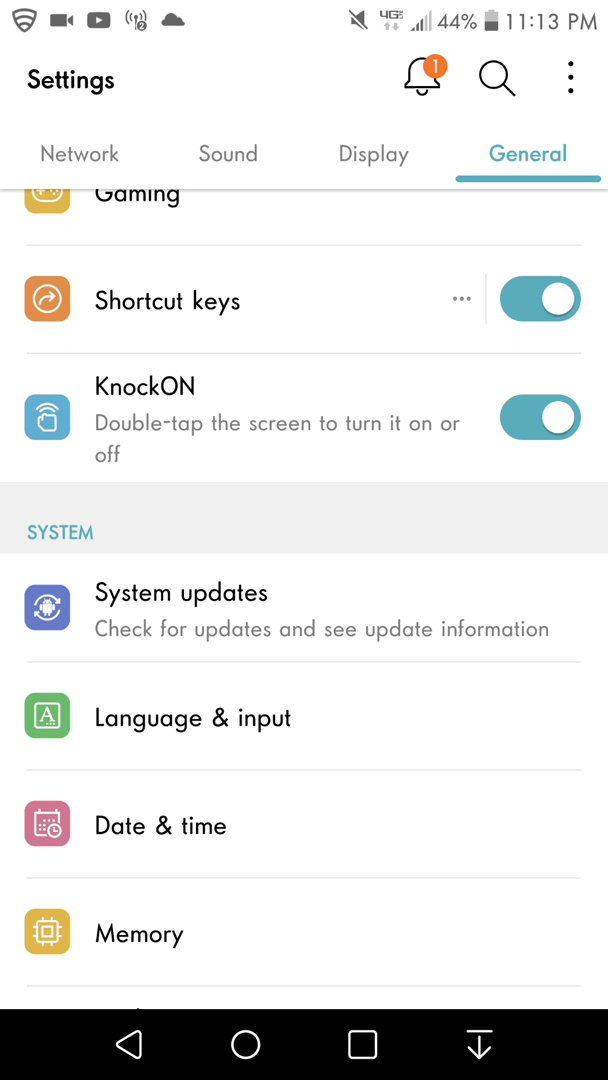 2 4GE 44% 11:13 PM
Settings 1
Network Sound Display General
Gaming
Shortcut keys
KnockON
Double-tap the screen to turn it on or
off
SYSTEM
System updates
Check for updates and see update information
Language & input
A
Date & time
Memory